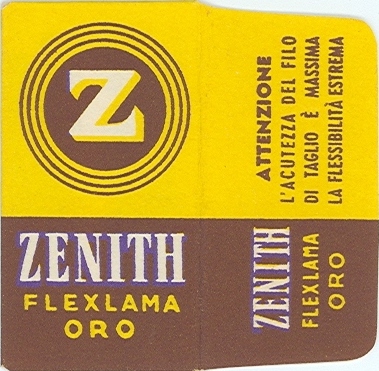 Z
ZENITH
FLEXLAMA
ORO
ATTENZIONE
L'ACUTEZZA DEL FILO
DI TAGLIO È MASSIMA
LA FLESSIBILITÀ ESTREMA
ZENITH
FLEXLAMA
ORO